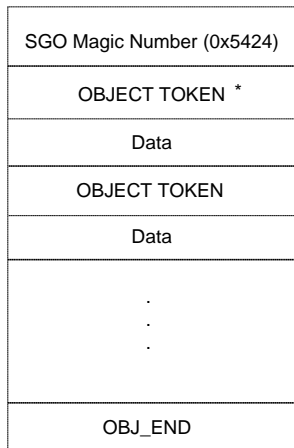 SGO Magic Number (0x5424)
OBJECT TOKEN *
Data
OBJECT TOKEN
Data
.
.
.
OBJ_END